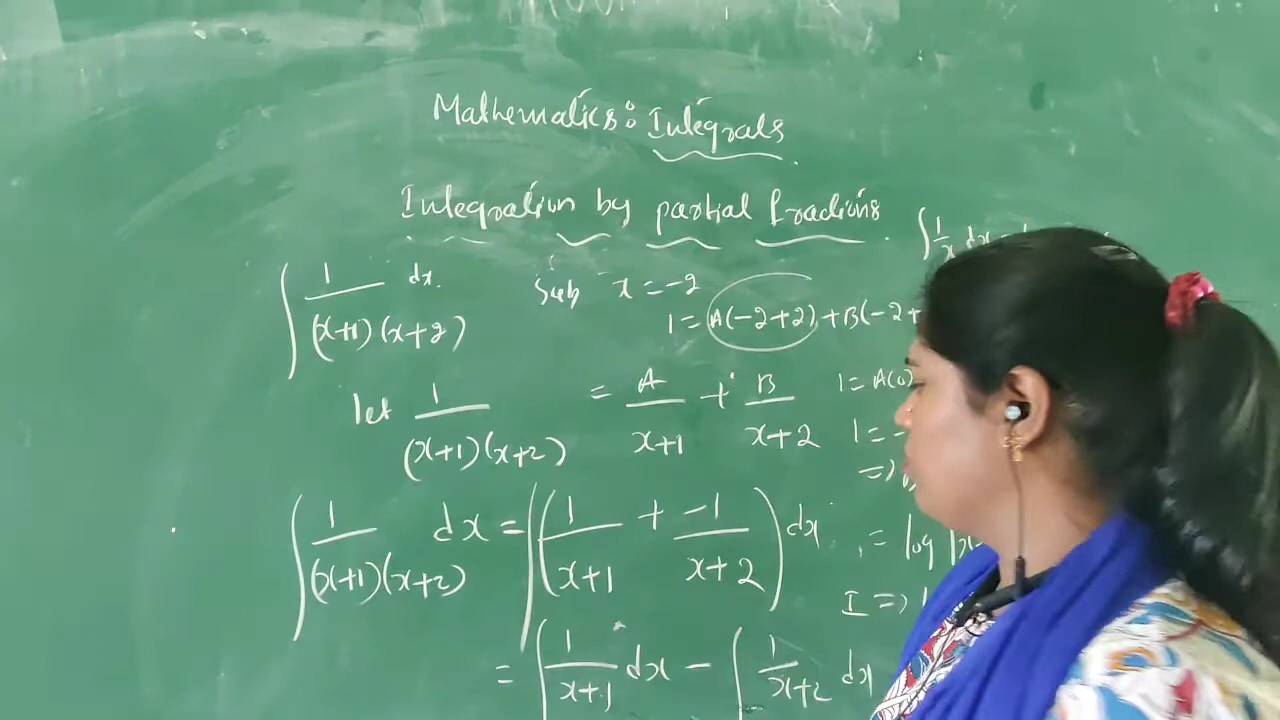 Mathematics: Integrals
Integration by partial fractions
∫ 1/x dx
∫ 1/((x+1)(x+2)) dx.
Sub x = -2
1 = A(-2+2) + B(-2+
let 1/((x+1)(x+2)) = A/(x+1) + B/(x+2)
1 = A(0)
1 = -
=>
∫ 1/((x+1)(x+2)) dx = ∫ (1/(x+1) + -1/(x+2)) dx
= log |x
I =>
= ∫ 1/(x+1) dx - ∫ 1/(x+2) dx